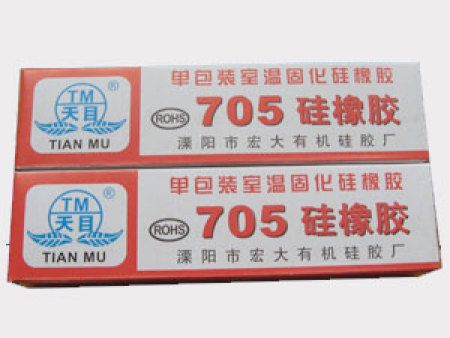 TM
®
天目
TIAN MU
单包装室温固化硅橡胶
ROHS
705 硅橡胶
溧阳市宏大有机硅胶厂
TM
®
天目
TIAN MU
单包装室温固化硅橡胶
ROHS
705 硅橡胶
溧阳市宏大有机硅胶厂